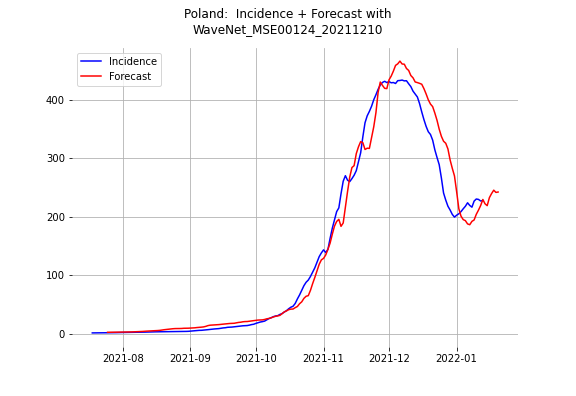 Poland:  Incidence + Forecast with
WaveNet_MSE00124_20211210
Incidence
Forecast
400
300
200
100
0
2021-08 2021-09 2021-10 2021-11 2021-12 2022-01